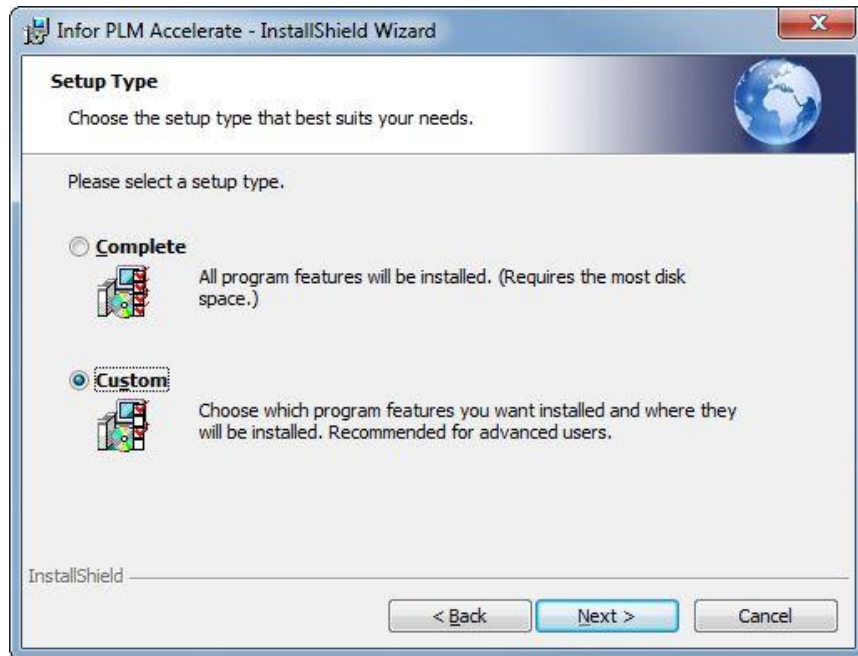 Infor PLM Accelerate - InstallShield Wizard
Setup Type
Choose the setup type that best suits your needs.
Please select a setup type.
Complete
All program features will be installed. (Requires the most disk
space.)
Custom
Choose which program features you want installed and where they
will be installed. Recommended for advanced users.
InstallShield
< Back
Next >
Cancel